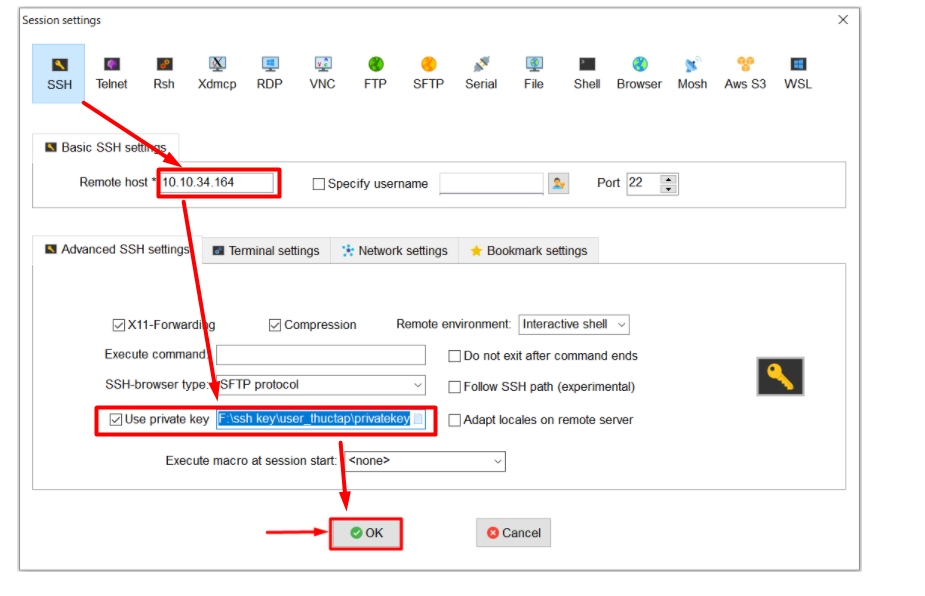 Session settings
SSH Telnet Rsh Xdmcp RDP VNC FTP SFTP Serial File Shell Browser Mosh Aws S3 WSL
Basic SSH settings
Remote host * 10.10.34.164 Specify username Port 22
Advanced SSH settings Terminal settings Network settings Bookmark settings
X11-Forwarding Compression Remote environment: Interactive shell
Execute command: Do not exit after command ends
SSH-browser type: SFTP protocol Follow SSH path (experimental)
Use private key F:\ssh key\user_thuctap\privatekey Adapt locales on remote server
Execute macro at session start: <none>
OK Cancel